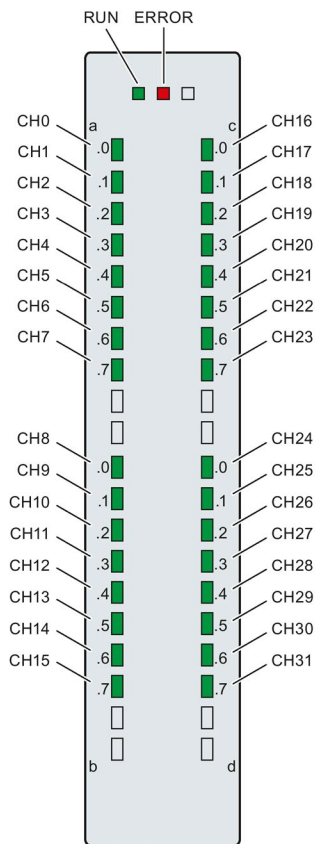 RUN ERROR
a c
CH0 .0 .0 CH16
CH1 .1 .1 CH17
CH2 .2 .2 CH18
CH3 .3 .3 CH19
CH4 .4 .4 CH20
CH5 .5 .5 CH21
CH6 .6 .6 CH22
CH7 .7 .7 CH23
CH8 .0 .0 CH24
CH9 .1 .1 CH25
CH10 .2 .2 CH26
CH11 .3 .3 CH27
CH12 .4 .4 CH28
CH13 .5 .5 CH29
CH14 .6 .6 CH30
CH15 .7 .7 CH31
b d